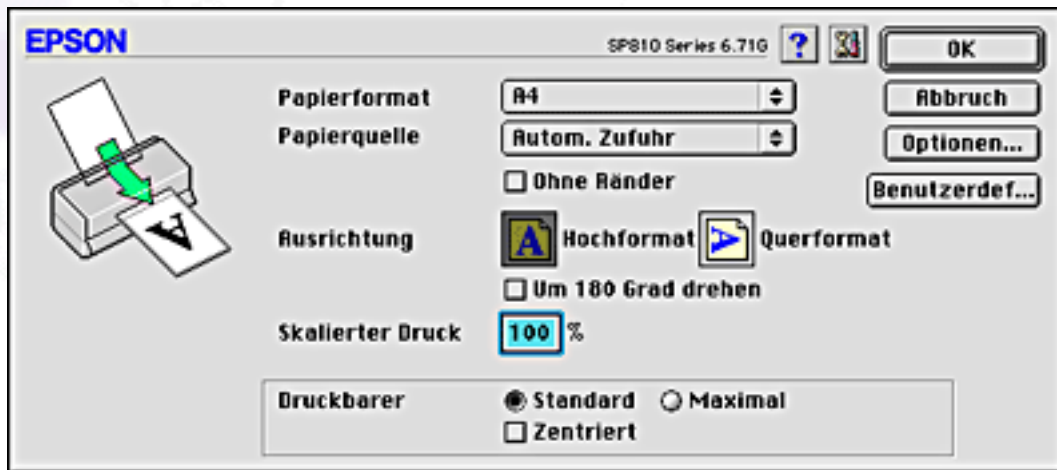 EPSON SP810 Series 6.71G ? OK
Papierformat A4 Abbruch
Papierquelle Autom. Zufuhr Optionen...
Ohne Ränder Benutzerdef...
Ausrichtung A Hochformat A Querformat
Um 180 Grad drehen
Skalierter Druck 100 %
Druckbarer Standard Maximal
Zentriert
A